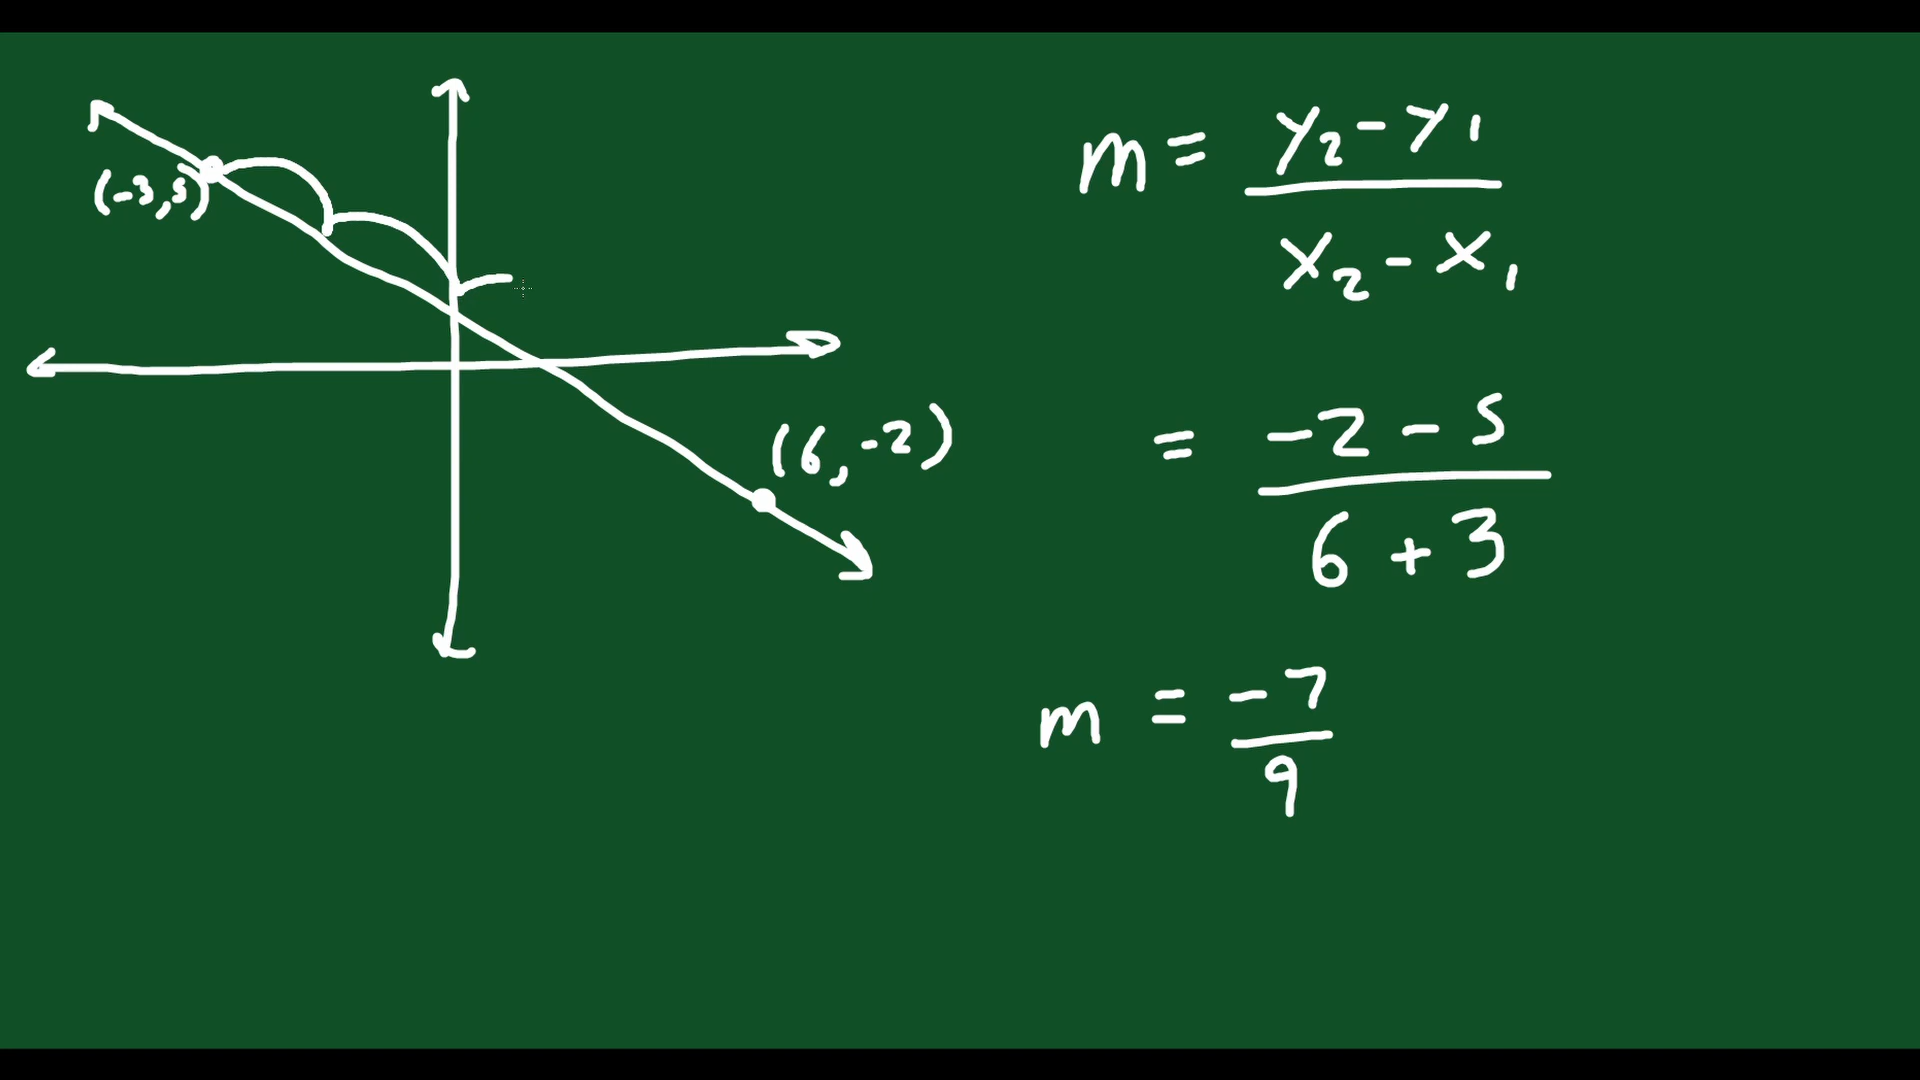 (-3,5)
(6,-2)
m = y₂-y₁
x₂-x₁
= -2-5
6+3
m = -7
9